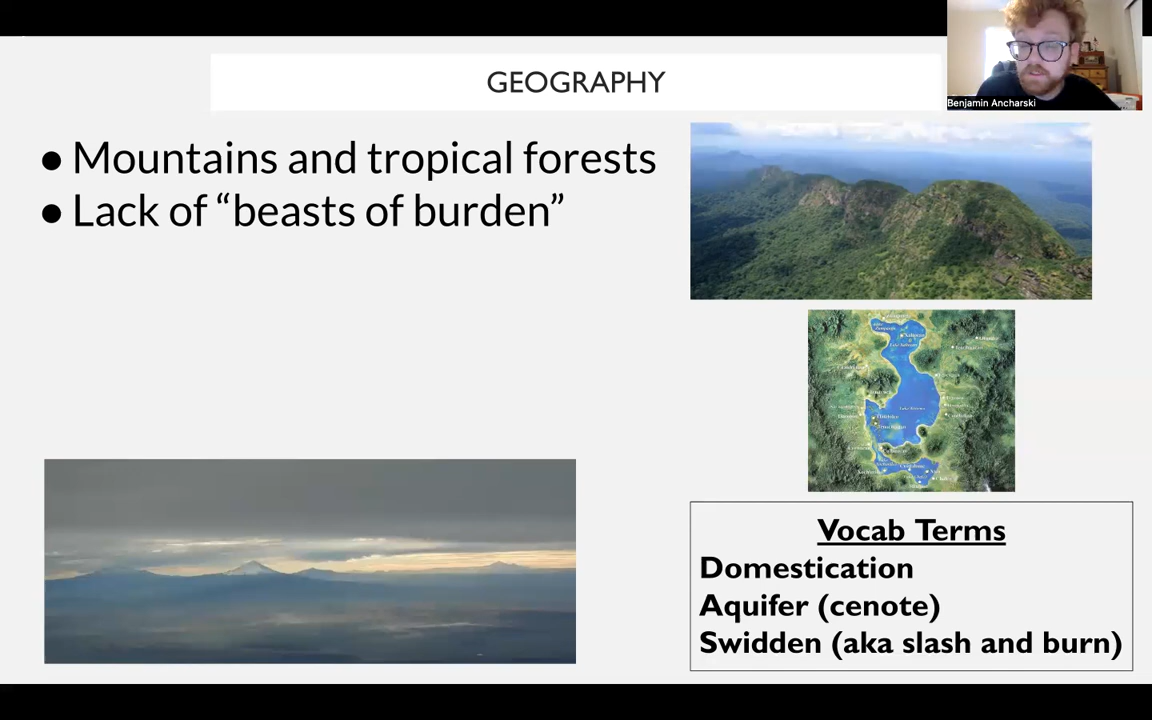 GEOGRAPHY
Benjamin Ancharski
● Mountains and tropical forests
● Lack of “beasts of burden”
Vocab Terms
Domestication
Aquifer (cenote)
Swidden (aka slash and burn)